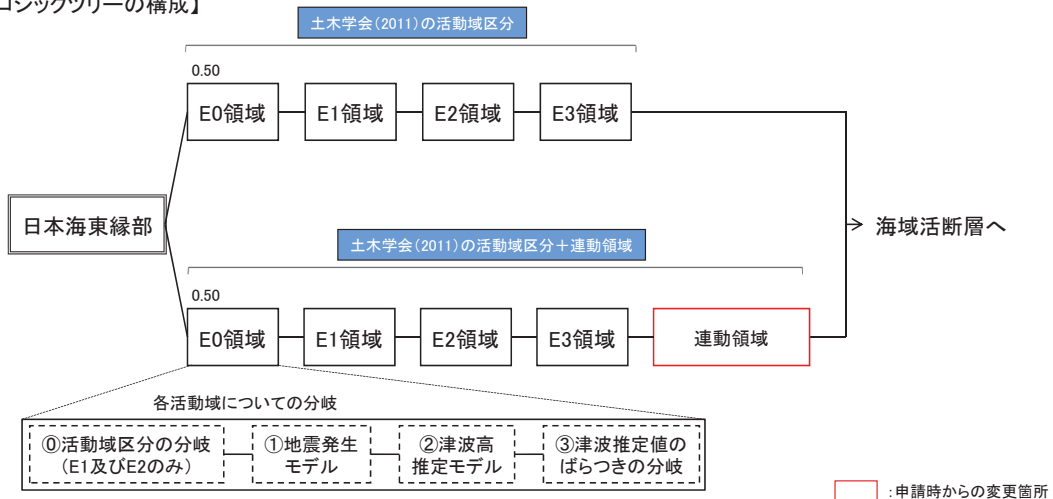 ロジックツリーの構成】
土木学会(2011)の活動域区分
0.50
E0領域
E1領域
E2領域
E3領域
日本海東縁部
海域活断層へ
土木学会(2011)の活動域区分＋連動領域
0.50
E0領域
E1領域
E2領域
E3領域
連動領域
各活動域についての分岐
⓪活動域区分の分岐
(E1及びE2のみ)
①地震発生
モデル
②津波高
推定モデル
③津波推定値の
ばらつきの分岐
：申請時からの変更箇所